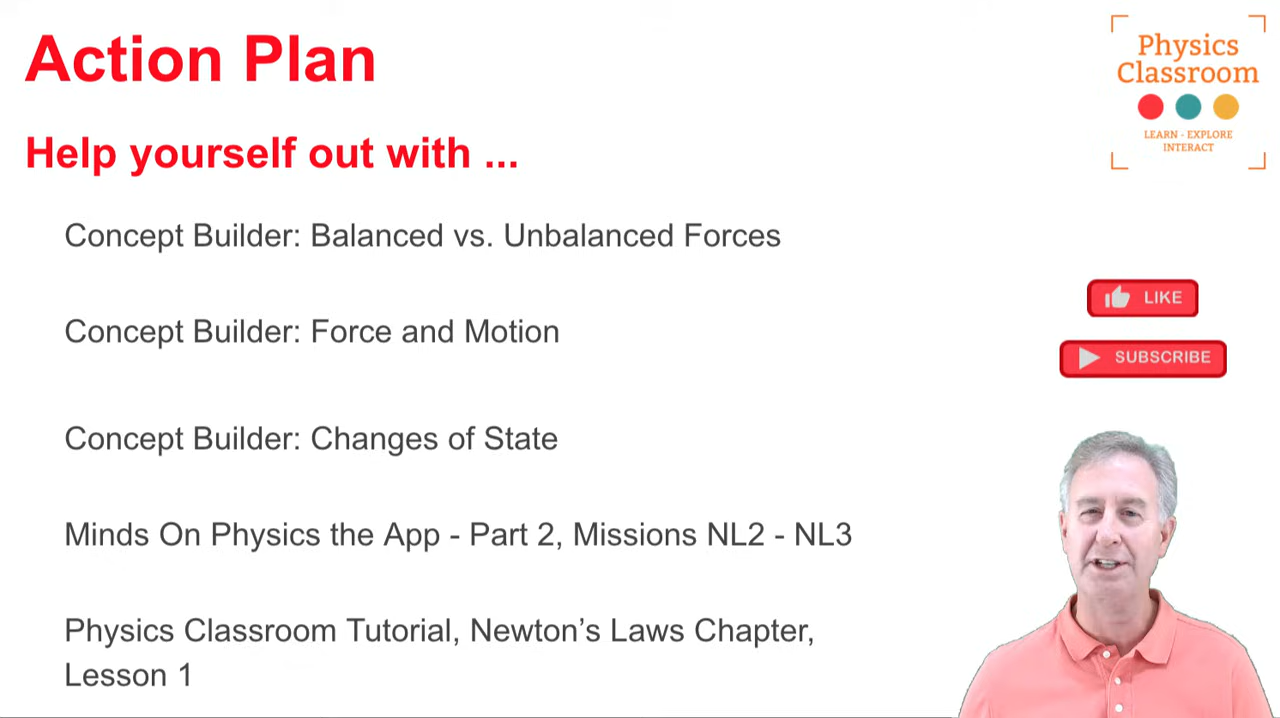 Action Plan
Physics
Classroom
LEARN - EXPLORE
INTERACT
Help yourself out with ...
Concept Builder: Balanced vs. Unbalanced Forces
LIKE
Concept Builder: Force and Motion
SUBSCRIBE
Concept Builder: Changes of State
Minds On Physics the App - Part 2, Missions NL2 - NL3
Physics Classroom Tutorial, Newton’s Laws Chapter,
Lesson 1